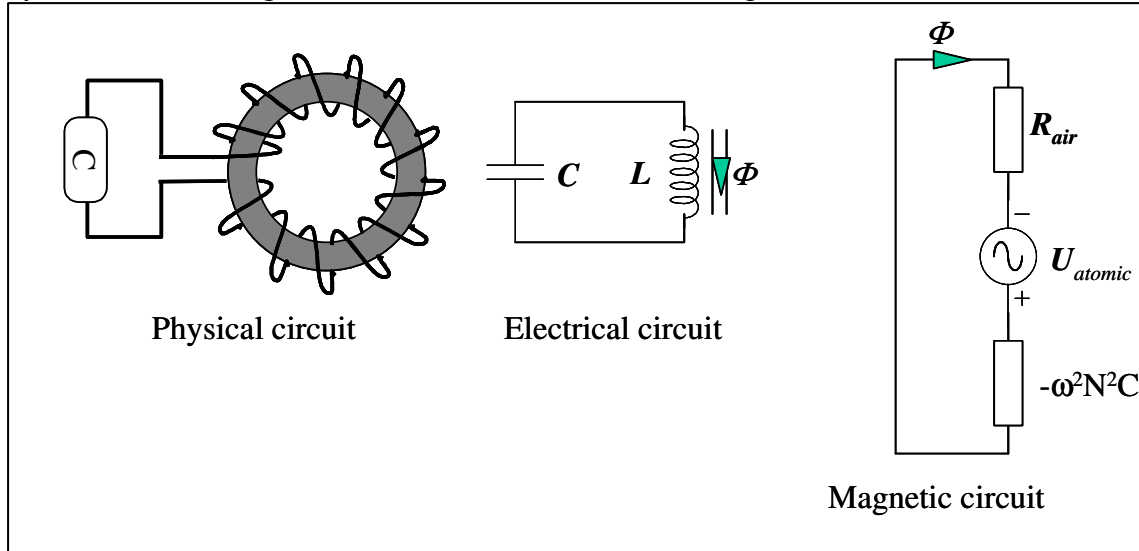 C
Physical circuit
C
L
Φ
Electrical circuit
Φ
R_air
−
U_atomic
+
-ω²N²C
Magnetic circuit